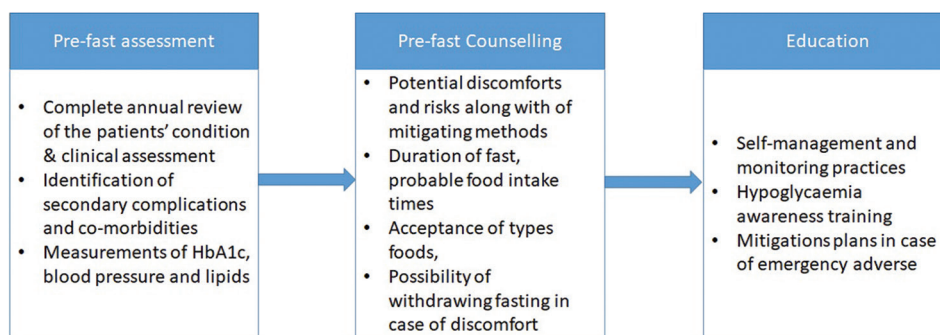 Pre-fast assessment
• Complete annual review
of the patients' condition
& clinical assessment
• Identification of
secondary complications
and co-morbidities
• Measurements of HbA1c,
blood pressure and lipids
Pre-fast Counselling
• Potential discomforts
and risks along with of
mitigating methods
• Duration of fast,
probable food intake
times
• Acceptance of types
foods,
• Possibility of
withdrawing fasting in
case of discomfort
Education
• Self-management and
monitoring practices
• Hypoglycaemia
awareness training
• Mitigations plans in case
of emergency adverse